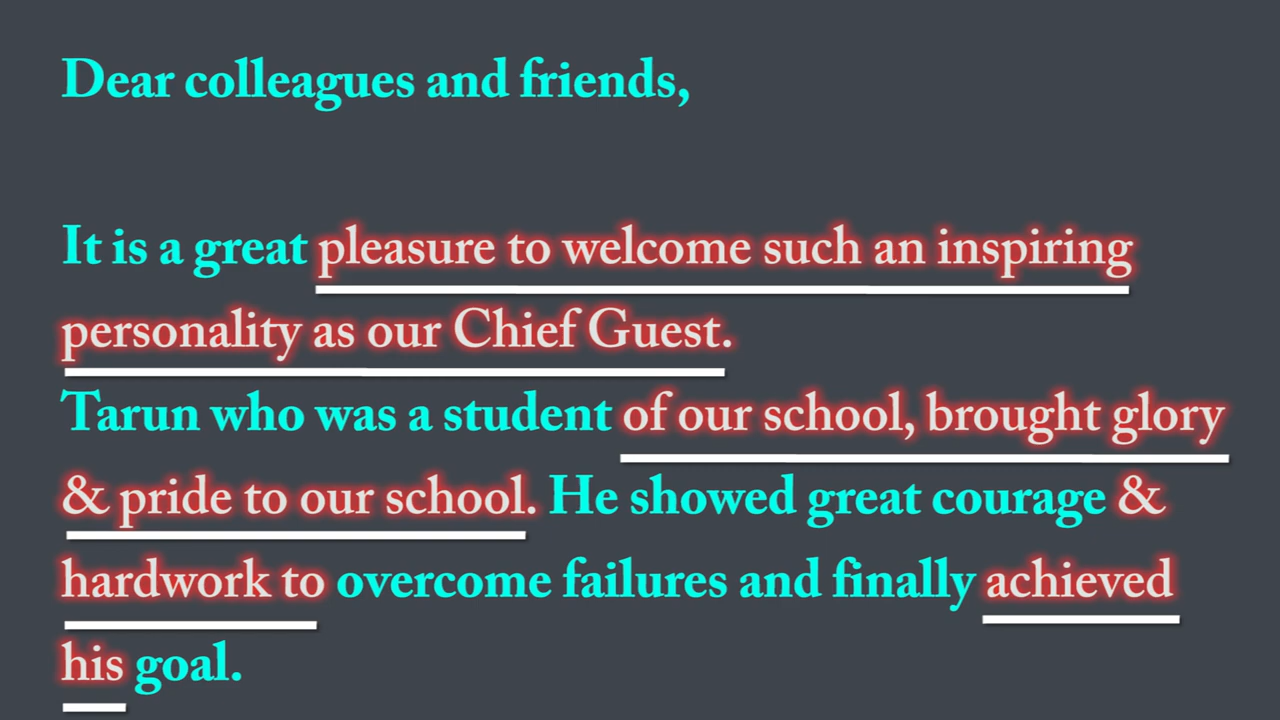 Dear colleagues and friends,
It is a great pleasure to welcome such an inspiring
personality as our Chief Guest.
Tarun who was a student of our school, brought glory
& pride to our school. He showed great courage &
hardwork to overcome failures and finally achieved
his goal.